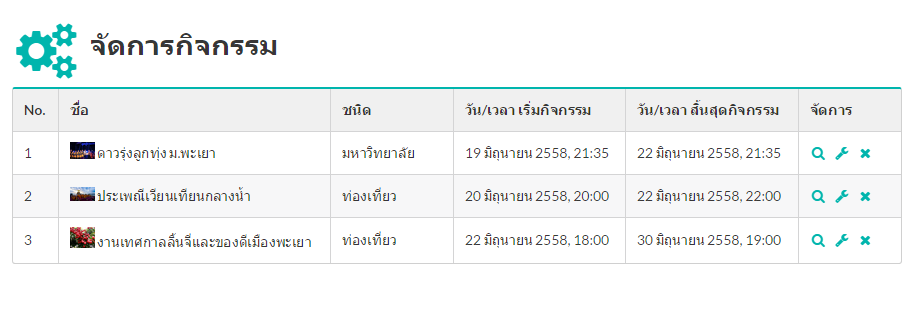 จัดการกิจกรรม
No. ชื่อ ชนิด วัน/เวลา เริ่มกิจกรรม วัน/เวลา สิ้นสุดกิจกรรม จัดการ
1 ดาวรุ่งลูกทุ่ง ม.พะเยา มหาวิทยาลัย 19 มิถุนายน 2558, 21:35 22 มิถุนายน 2558, 21:35
2 ประเพณีเวียนเทียนกลางน้ำ ท่องเที่ยว 20 มิถุนายน 2558, 20:00 22 มิถุนายน 2558, 22:00
3 งานเทศกาลลิ้นจี่และของดีเมืองพะเยา ท่องเที่ยว 22 มิถุนายน 2558, 18:00 30 มิถุนายน 2558, 19:00